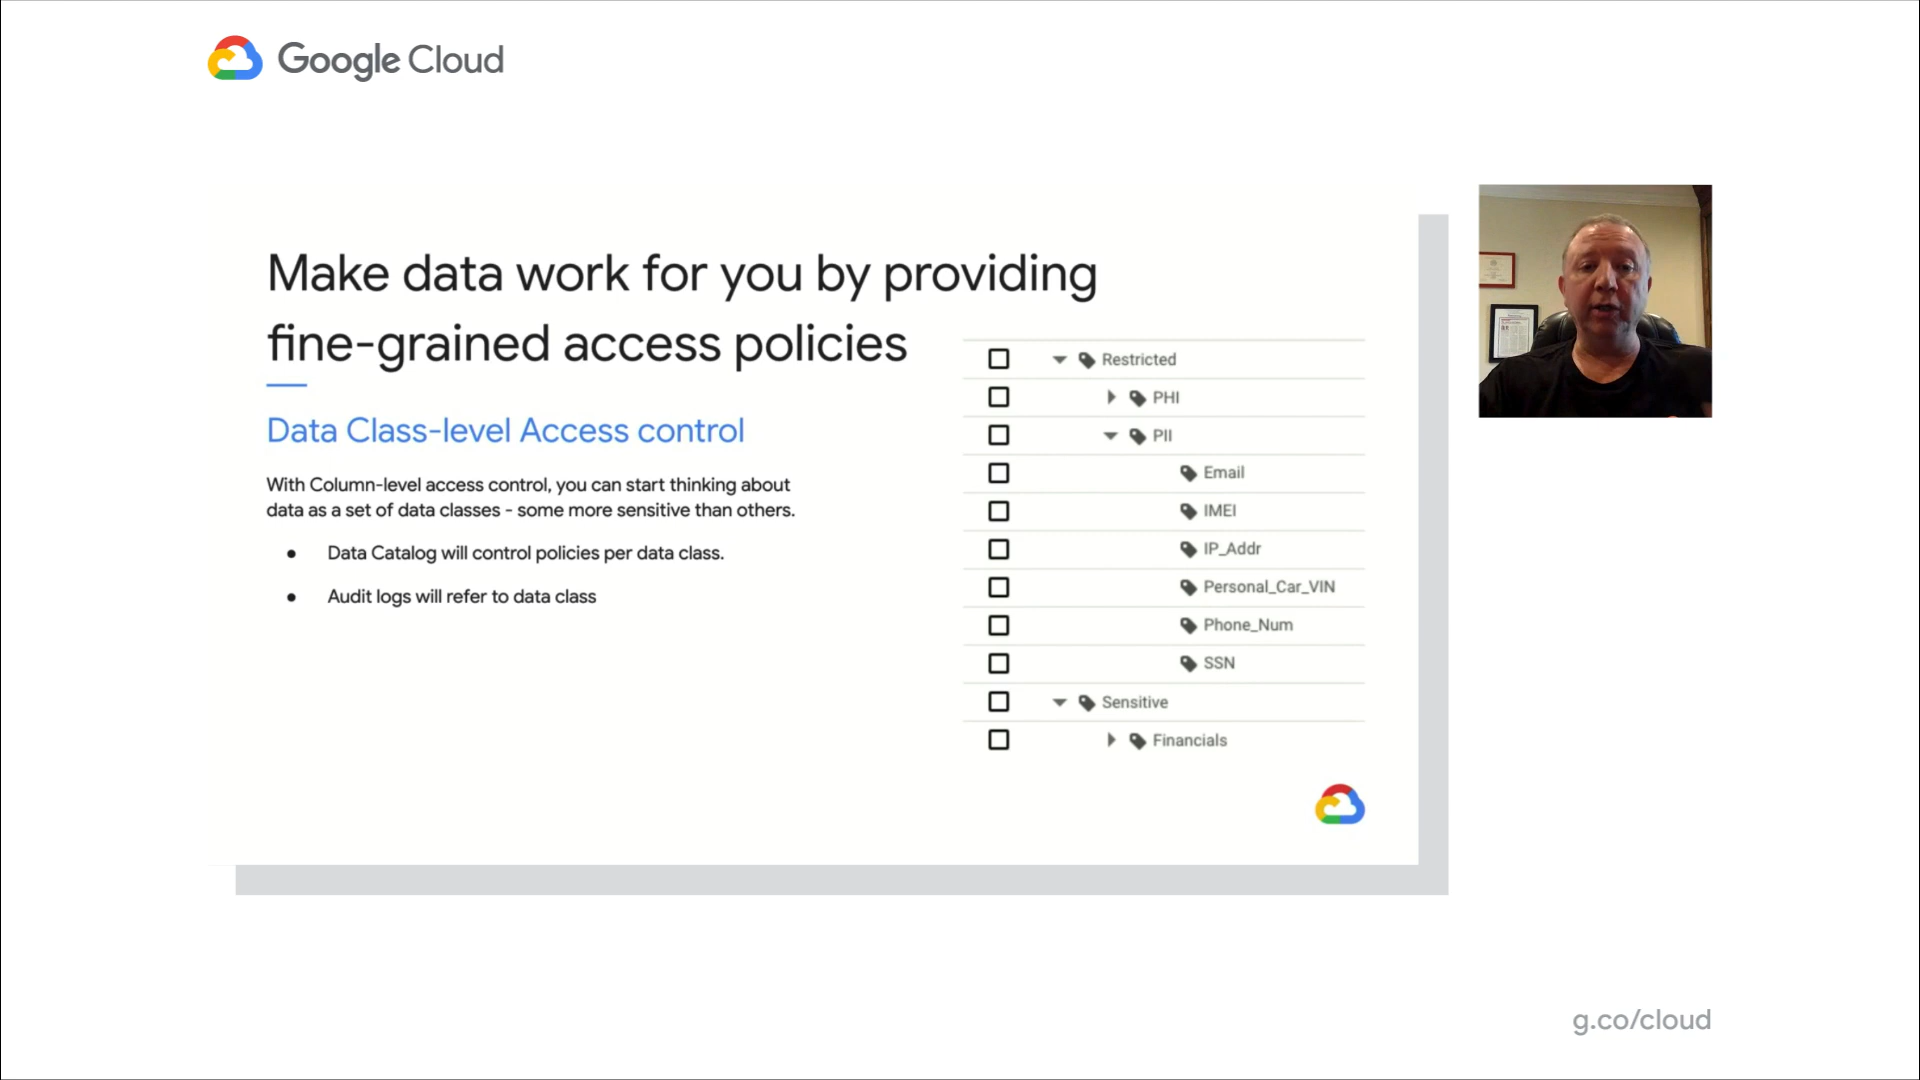 Google Cloud
Make data work for you by providing
fine-grained access policies
Data Class-level Access control
With Column-level access control, you can start thinking about
data as a set of data classes - some more sensitive than others.
● Data Catalog will control policies per data class.
● Audit logs will refer to data class
Restricted
PHI
PII
Email
IMEI
IP_Addr
Personal_Car_VIN
Phone_Num
SSN
Sensitive
Financials
g.co/cloud